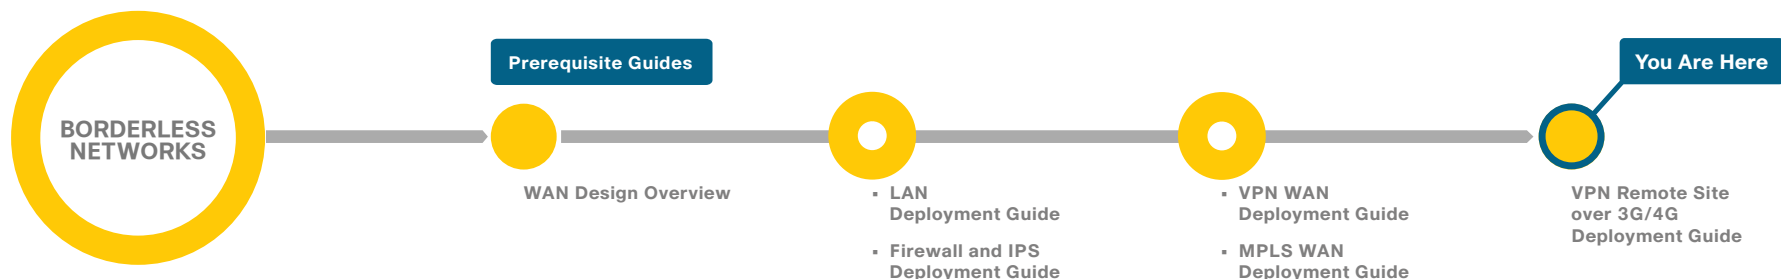 BORDERLESS
NETWORKS
Prerequisite Guides
You Are Here
WAN Design Overview
▪ LAN
Deployment Guide
▪ Firewall and IPS
Deployment Guide
▪ VPN WAN
Deployment Guide
▪ MPLS WAN
Deployment Guide
VPN Remote Site
over 3G/4G
Deployment Guide